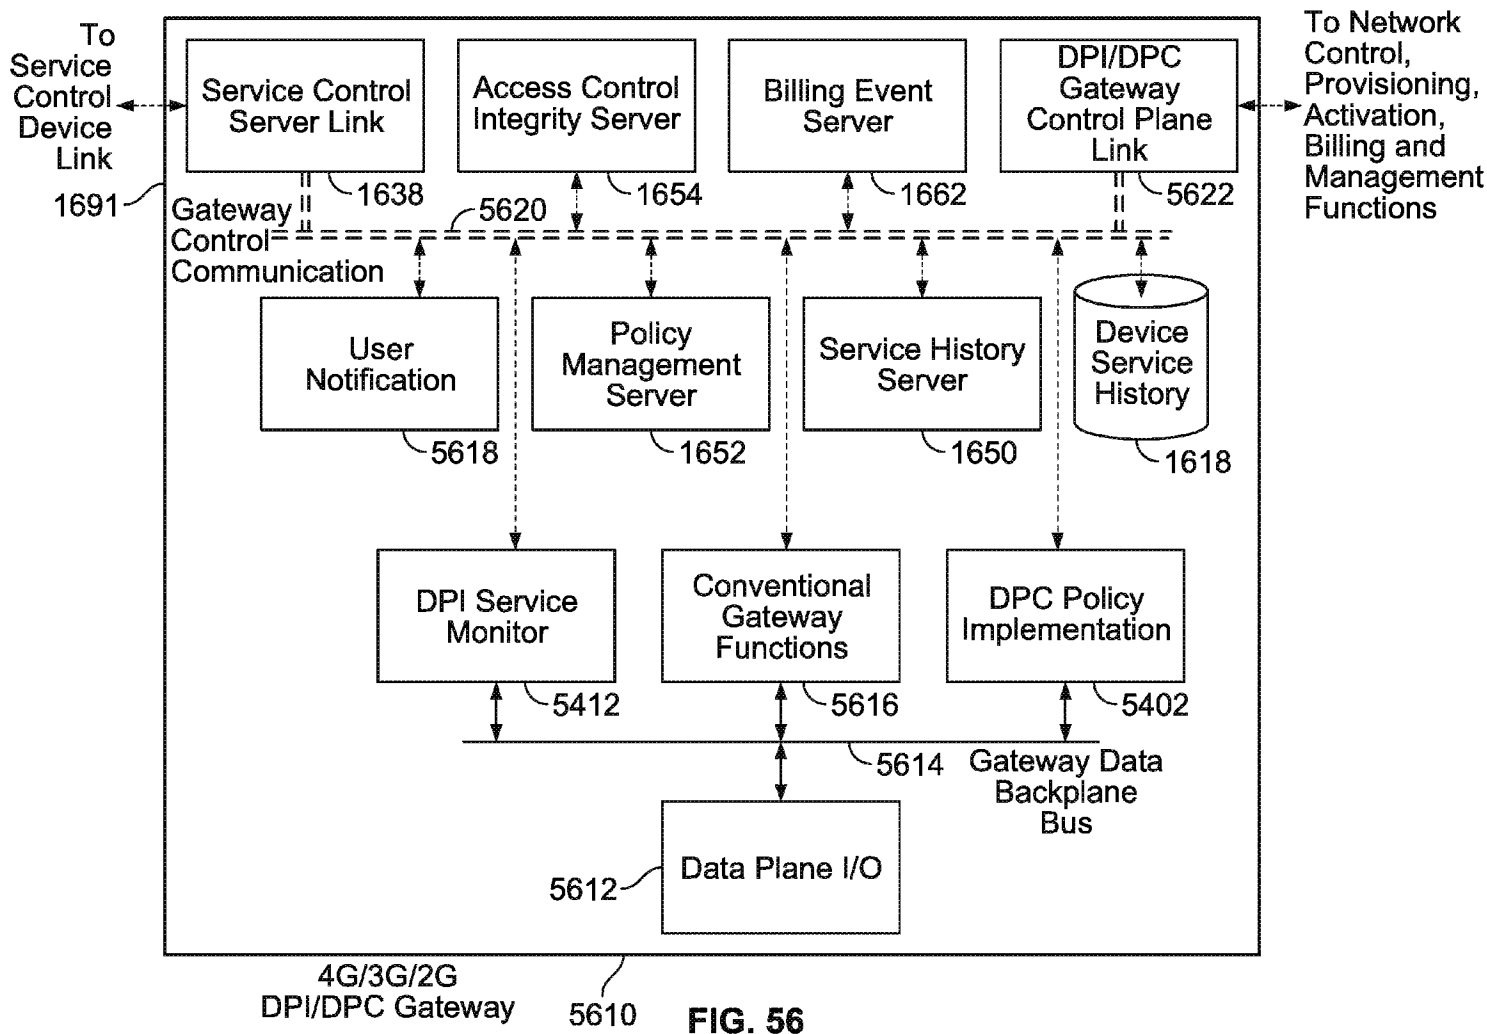 To
Service
Control
Device
Link
1691
Service Control
Server Link
1638
Access Control
Integrity Server
1654
Billing Event
Server
1662
DPI/DPC
Gateway
Control Plane
Link
5622
To Network
Control,
Provisioning,
Activation,
Billing and
Management
Functions
Gateway
Control
Communication
5620
User
Notification
5618
Policy
Management
Server
1652
Service History
Server
1650
Device
Service
History
1618
DPI Service
Monitor
5412
Conventional
Gateway
Functions
5616
DPC Policy
Implementation
5402
5614
Gateway Data
Backplane
Bus
Data Plane I/O
5612
4G/3G/2G
DPI/DPC Gateway
5610
FIG. 56